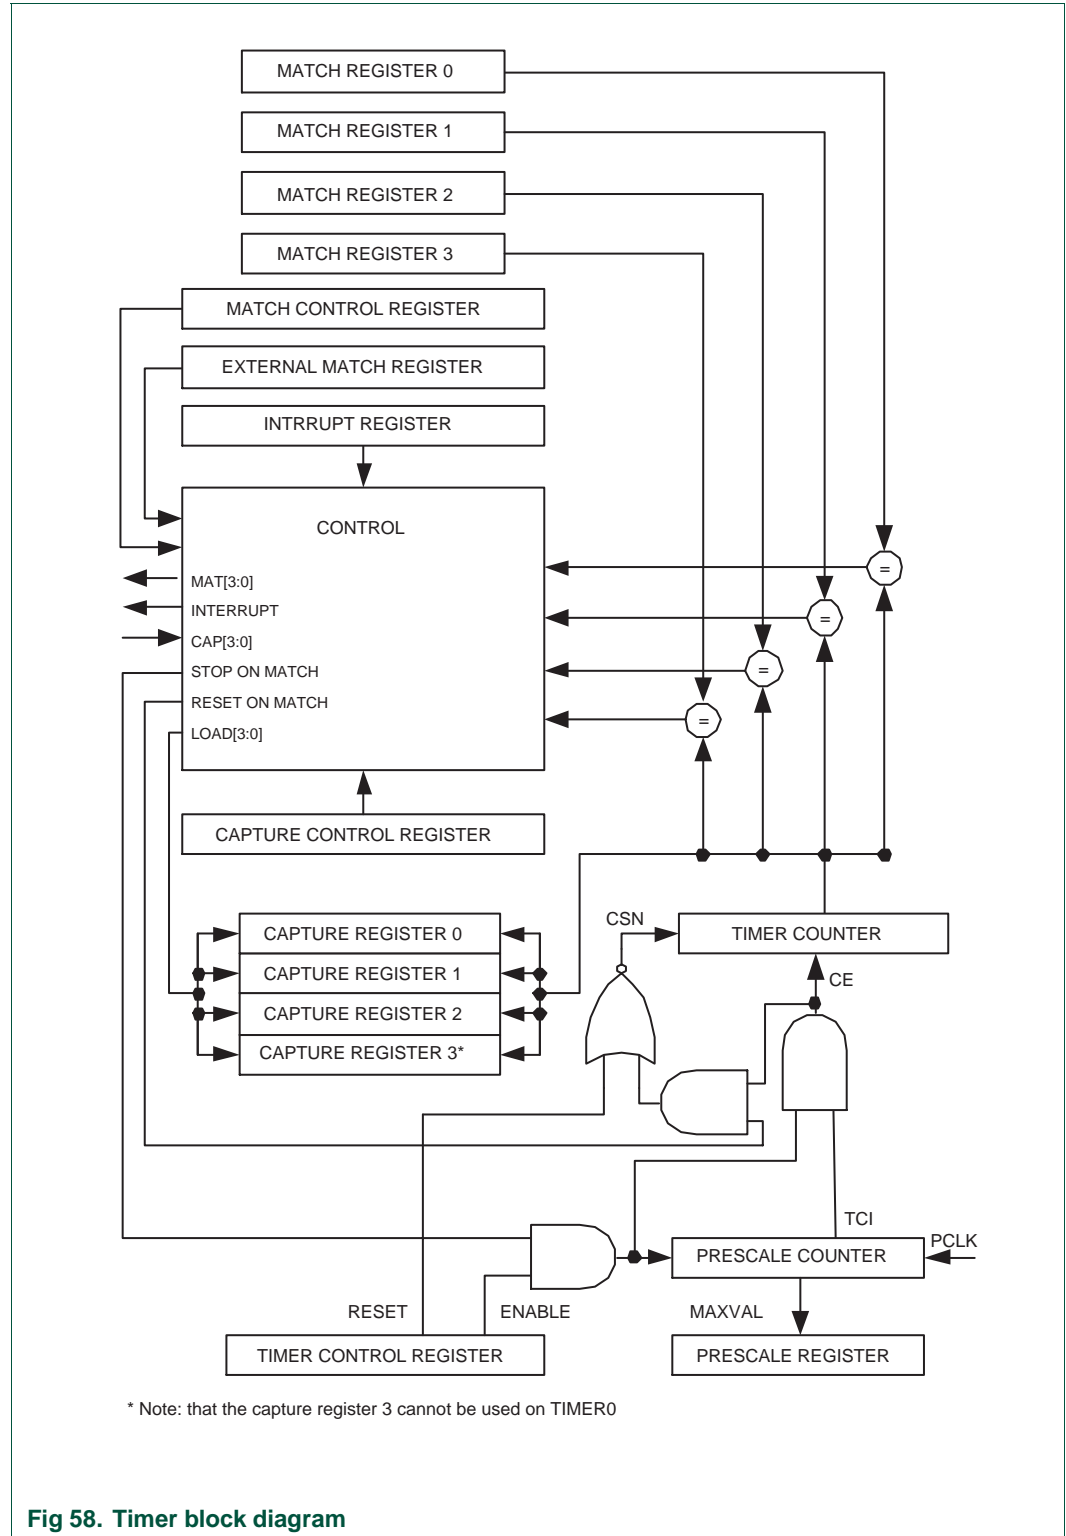 MATCH REGISTER 0
MATCH REGISTER 1
MATCH REGISTER 2
MATCH REGISTER 3
MATCH CONTROL REGISTER
EXTERNAL MATCH REGISTER
INTRRUPT REGISTER
CONTROL
MAT[3:0]
INTERRUPT
CAP[3:0]
STOP ON MATCH
RESET ON MATCH
LOAD[3:0]
=
=
=
=
CAPTURE CONTROL REGISTER
CSN
CAPTURE REGISTER 0
TIMER COUNTER
CAPTURE REGISTER 1
CE
CAPTURE REGISTER 2
CAPTURE REGISTER 3*
TCI
PCLK
PRESCALE COUNTER
RESET
ENABLE
MAXVAL
TIMER CONTROL REGISTER
PRESCALE REGISTER
* Note: that the capture register 3 cannot be used on TIMER0
Fig 58. Timer block diagram